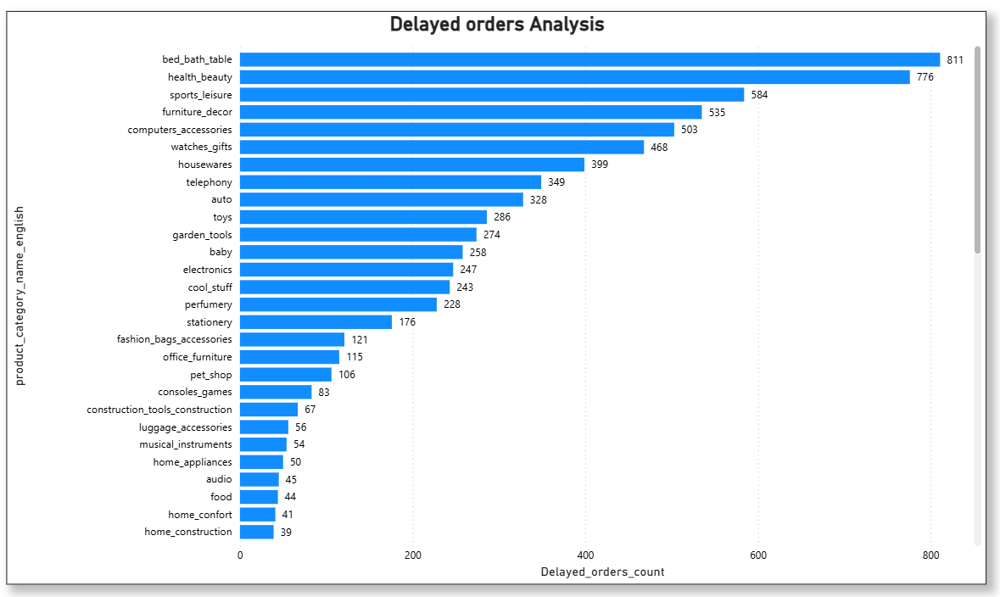 Delayed orders Analysis
product_category_name_english
bed_bath_table 811
health_beauty 776
sports_leisure 584
furniture_decor 535
computers_accessories 503
watches_gifts 468
housewares 399
telephony 349
auto 328
toys 286
garden_tools 274
baby 258
electronics 247
cool_stuff 243
perfumery 228
stationery 176
fashion_bags_accessories 121
office_furniture 115
pet_shop 106
consoles_games 83
construction_tools_construction 67
luggage_accessories 56
musical_instruments 54
home_appliances 50
audio 45
food 44
home_confort 41
home_construction 39
0 200 400 600 800
Delayed_orders_count